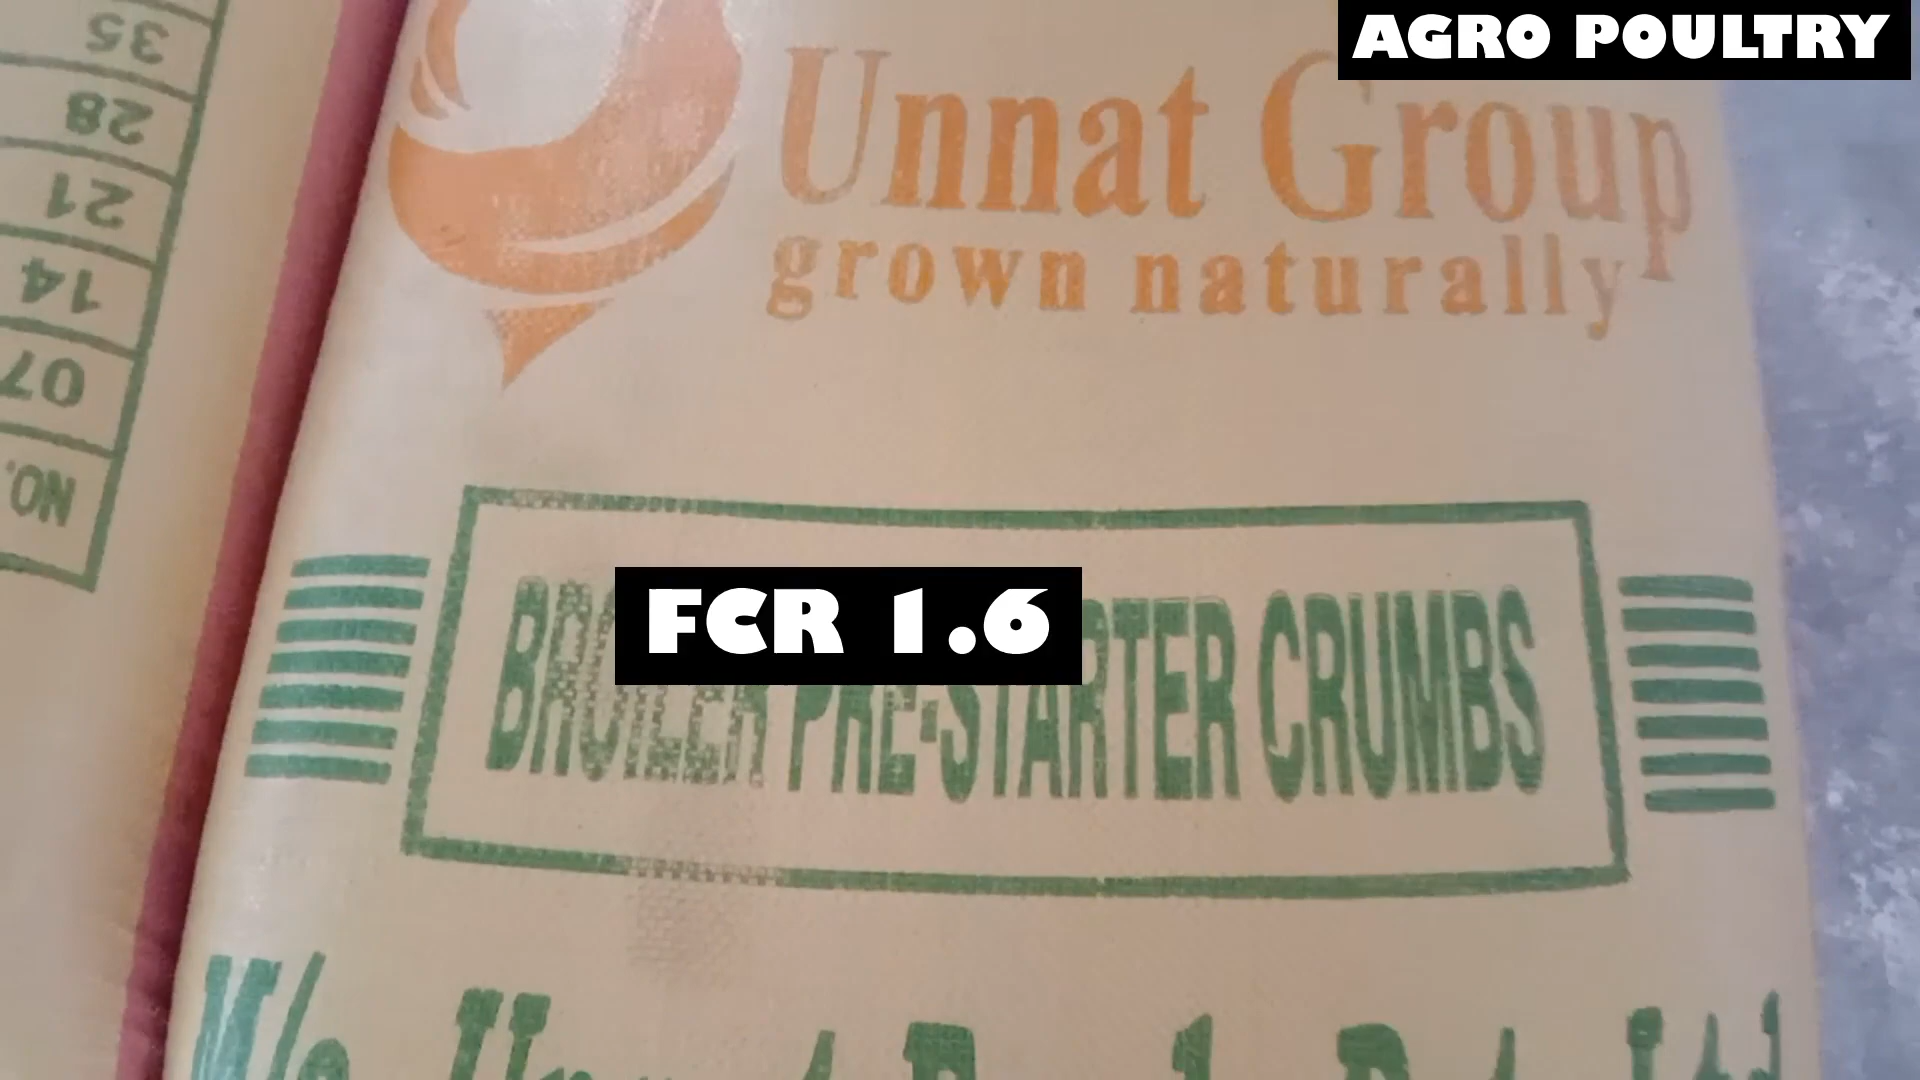 AGRO POULTRY
Unnat Group
grown naturally
35
28
21
14
07
NO.
FCR 1.6
BROILER PRE-STARTER CRUMBS